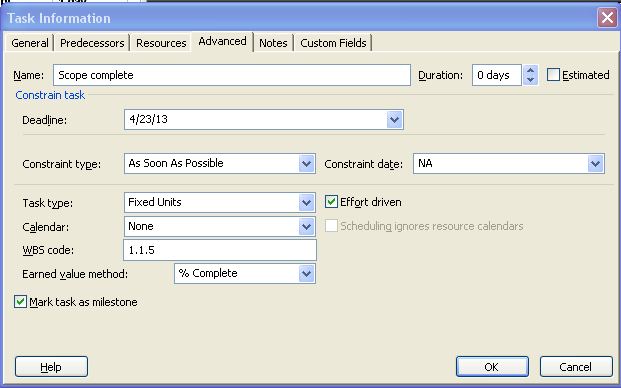 Task Information
General Predecessors Resources Advanced Notes Custom Fields
Name: Scope complete Duration: 0 days Estimated
Constrain task
Deadline: 4/23/13
Constraint type: As Soon As Possible Constraint date: NA
Task type: Fixed Units Effort driven
Calendar: None Scheduling ignores resource calendars
WBS code: 1.1.5
Earned value method: % Complete
Mark task as milestone
Help OK Cancel